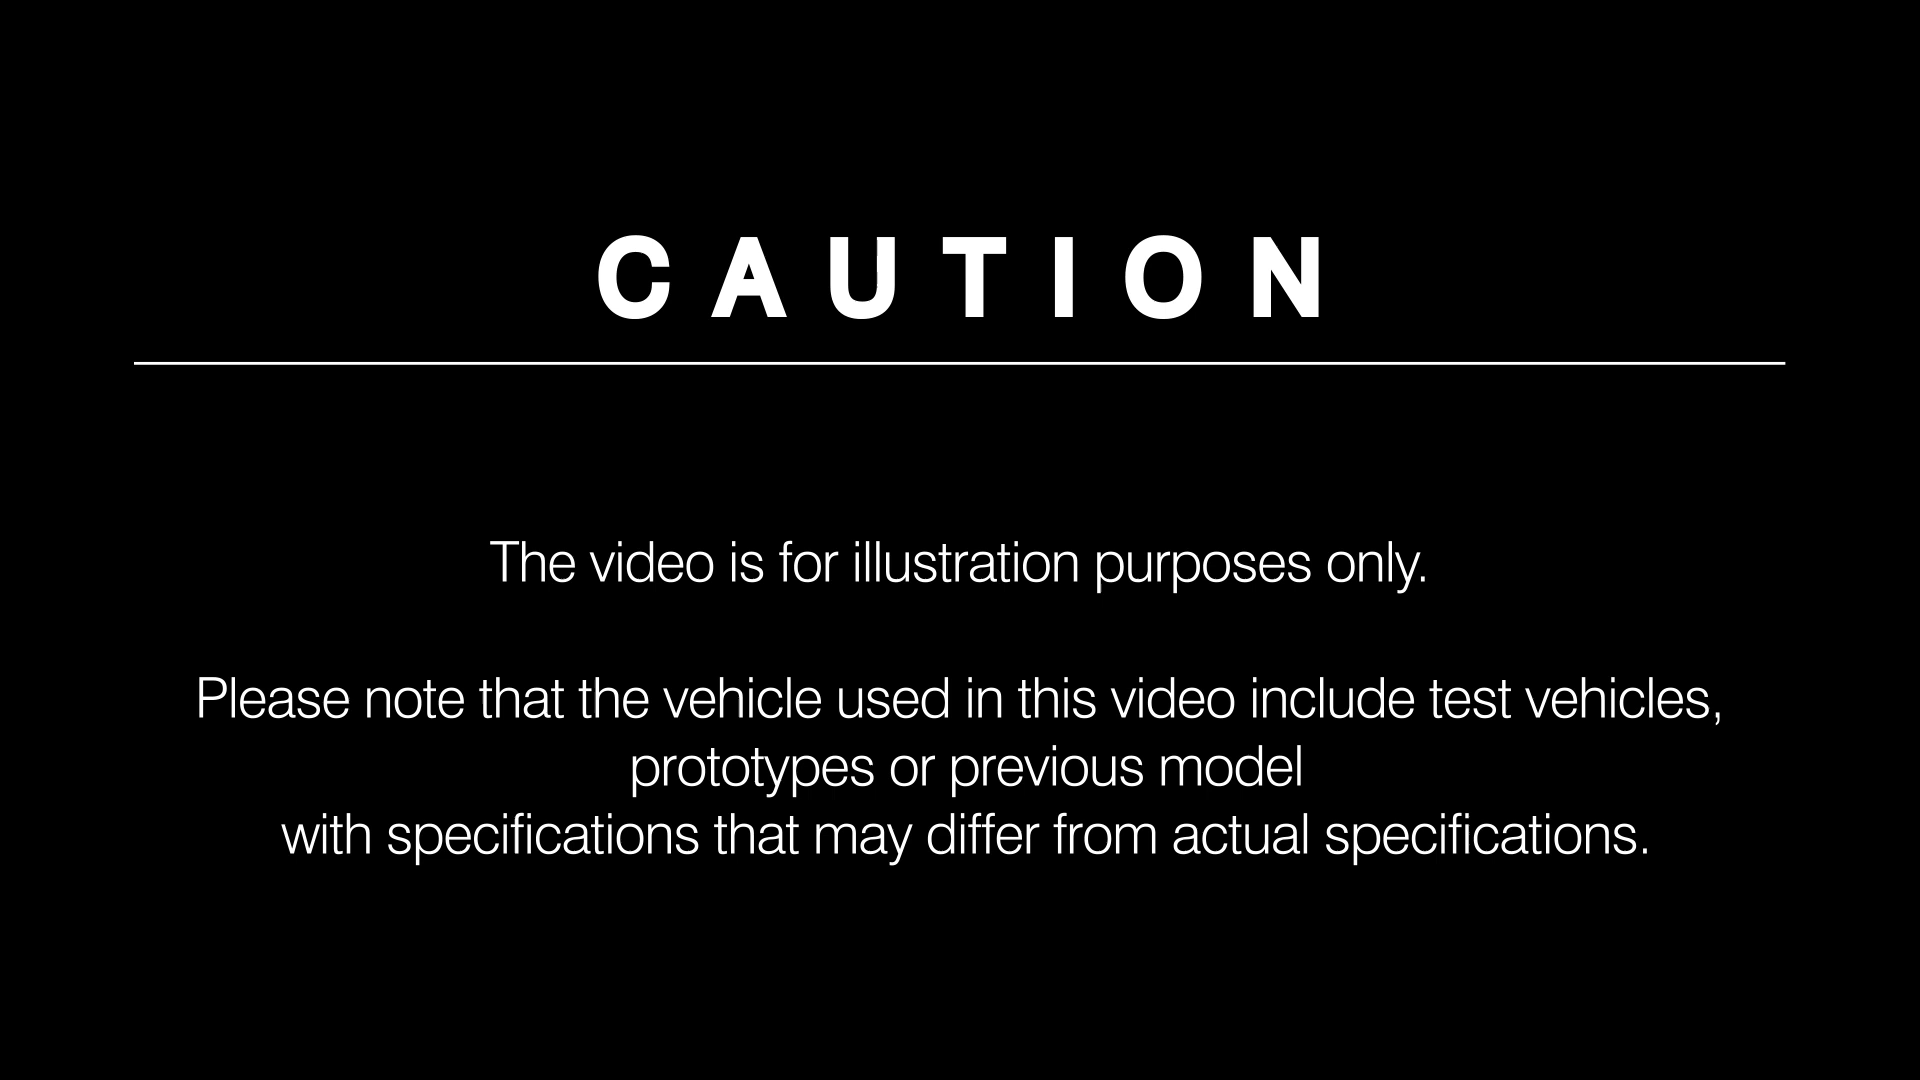 CAUTION
The video is for illustration purposes only.
Please note that the vehicle used in this video include test vehicles,
prototypes or previous model
with specifications that may differ from actual specifications.